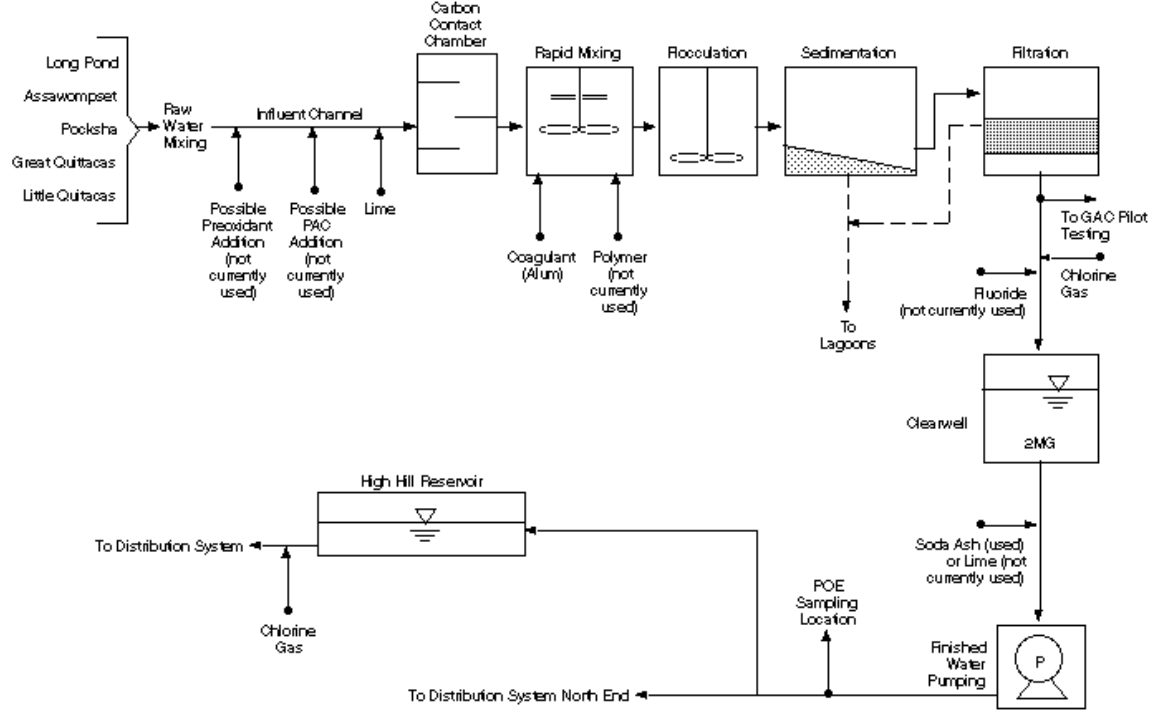 Carbon
Contact
Chamber
Rapid Mixing
Flocculation
Sedimentation
Filtration
Long Pond
Assawompset
Pocksha
Great Quittacas
Little Quitacas
Raw
Water
Mixing
Influent Channel
Possible
Preoxidant
Addition
(not
currently
used)
Possible
PAC
Addition
(not
currently
used)
Lime
Coagulant
(Alum)
Polymer
(not
currently
used)
To
Lagoons
To GAC Pilot
Testing
Chlorine
Gas
Fluoride
(not currently used)
Clearwell
2MG
High Hill Reservoir
To Distribution System
Chlorine
Gas
Soda Ash (used)
or Lime (not
currently used)
POE
Sampling
Location
Finished
Water
Pumping
P
To Distribution System North End